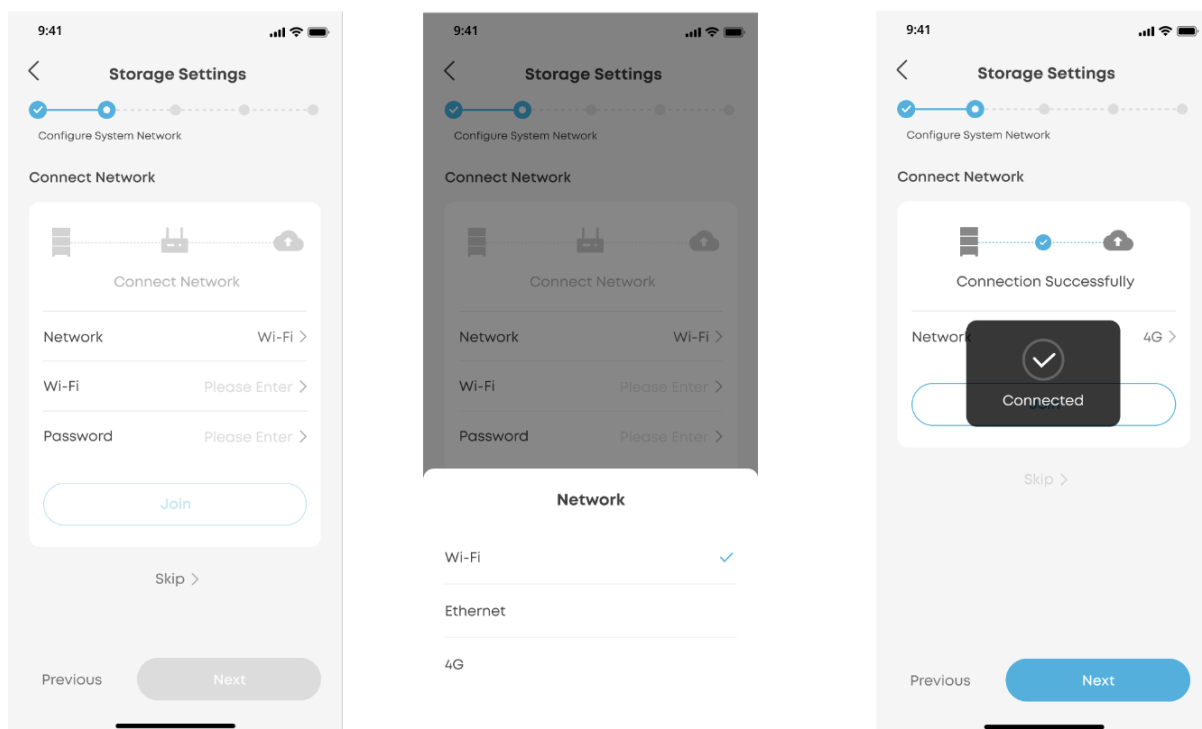 9:41
Storage Settings
Configure System Network
Connect Network
Connect Network
Network Wi-Fi
Wi-Fi Please Enter
Password Please Enter
Join
Skip
Previous Next
9:41
Storage Settings
Configure System Network
Connect Network
Connect Network
Network Wi-Fi
Wi-Fi Please Enter
Password Please Enter
Network
Wi-Fi
Ethernet
4G
9:41
Storage Settings
Configure System Network
Connect Network
Connection Successfully
Network 4G
Connected
Join
Skip
Previous Next